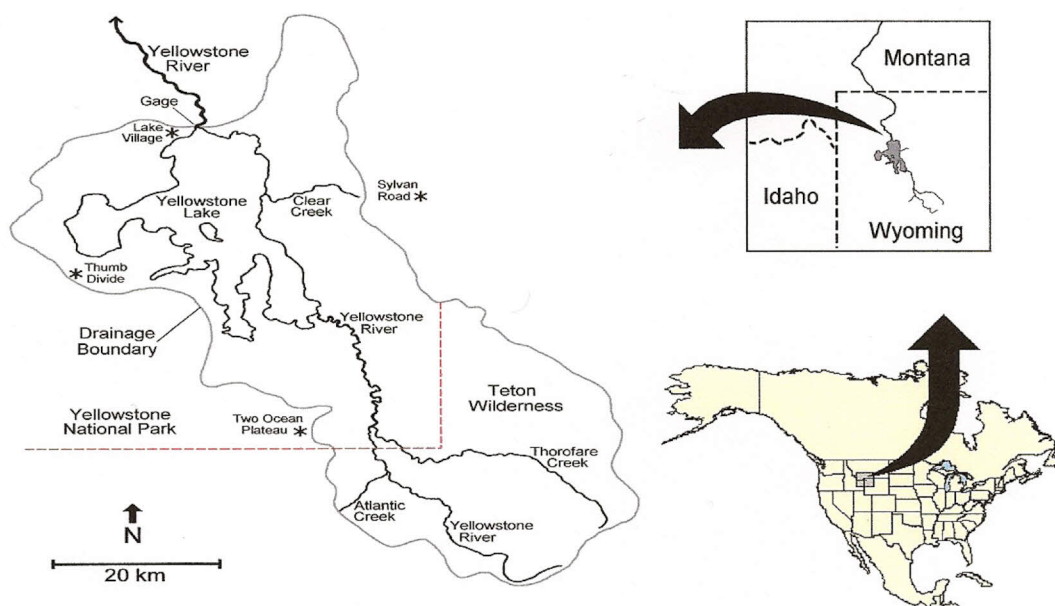 Yellowstone
River
Gage
Lake
Village
Yellowstone
Lake
Clear
Creek
Sylvan
Road
Thumb
Divide
Drainage
Boundary
Yellowstone
River
Teton
Wilderness
Yellowstone
National Park
Two Ocean
Plateau
Thorofare
Creek
Atlantic
Creek
Yellowstone
River
N
20 km
Montana
Idaho
Wyoming